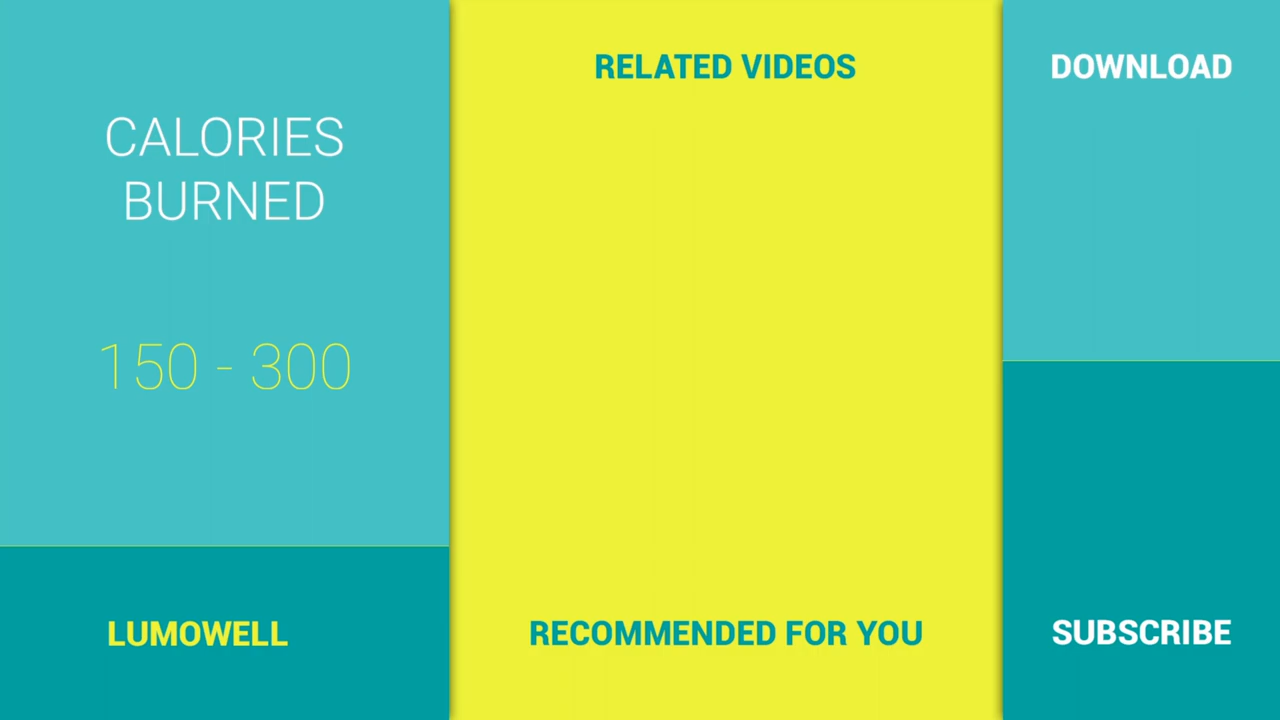 CALORIES
BURNED
150 - 300
LUMOWELL
RELATED VIDEOS
RECOMMENDED FOR YOU
DOWNLOAD
SUBSCRIBE